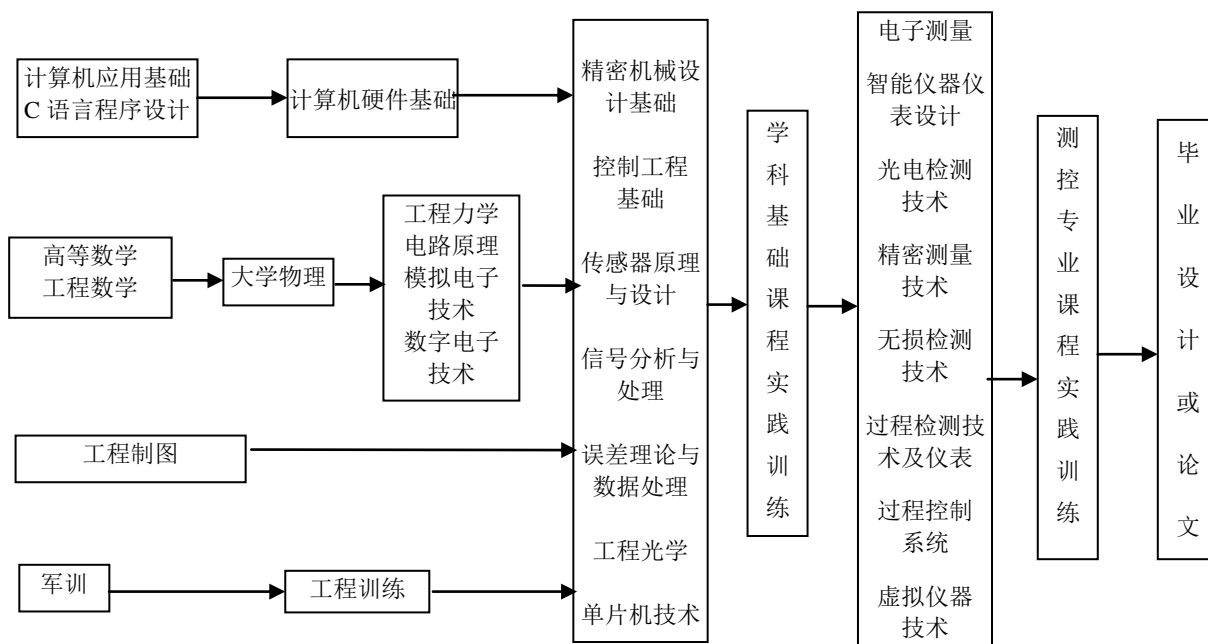 计算机应用基础
C 语言程序设计
计算机硬件基础
高等数学
工程数学
大学物理
工程力学
电路原理
模拟电子
技术
数字电子
技术
工程制图
军训
工程训练
精密机械设
计基础
控制工程
基础
传感器原理
与设计
信号分析与
处理
误差理论与
数据处理
工程光学
单片机技术
学科基础课程实践训练
电子测量
智能仪器仪
表设计
光电检测
技术
精密测量
技术
无损检测
技术
过程检测技
术及仪表
过程控制
系统
虚拟仪器
技术
测控专业课程实践训练
毕业设计或论文